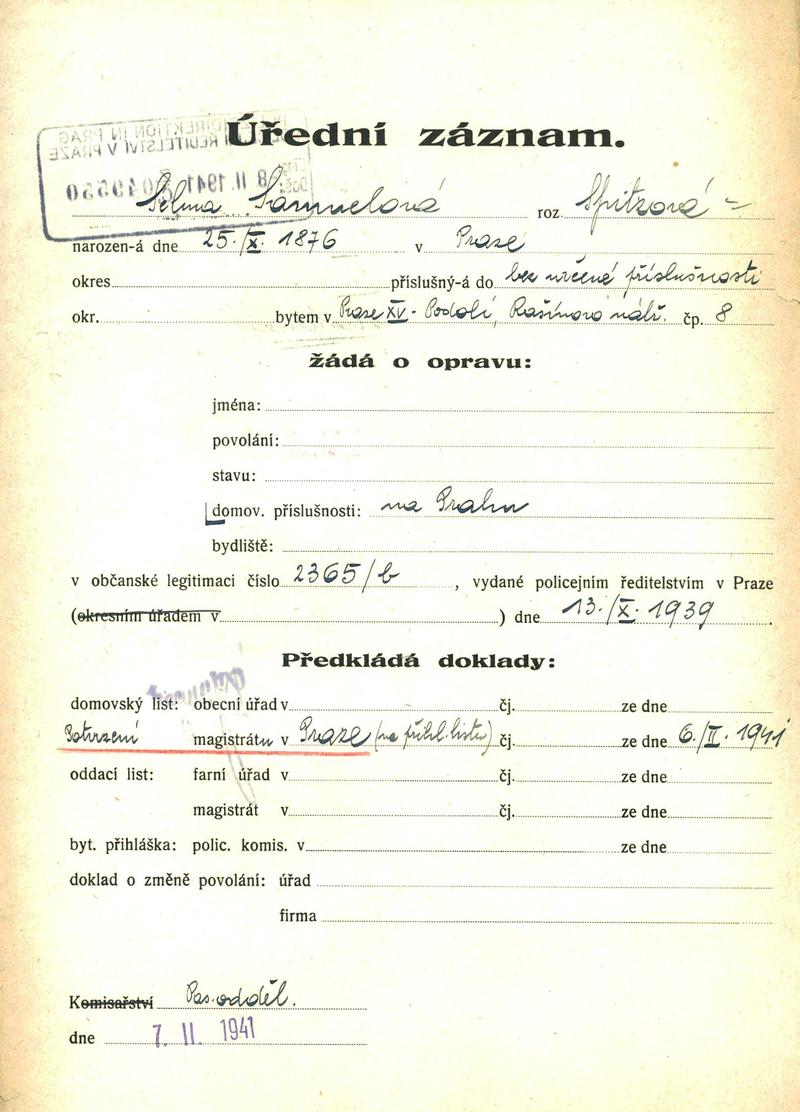 Úřední záznam.
Selma Samuelová roz Spitzová
narozen-á dne 25./X. 1876 v Praze
okres příslušný-á do bez určené příslušnosti
okr. bytem v Praze XV - Podolí, Rašínovo nábř. čp. 8
žádá o opravu:
jména:
povolání:
stavu:
domov. příslušnosti: na Prahu
bydliště:
v občanské legitimaci číslo 2365/b , vydané policejním ředitelstvím v Praze
(okresním úřadem v ) dne 13./X. 1939 .
Předkládá doklady:
domovský list: obecní úřad v čj. ze dne
Potvrzení magistrátu v Praze (na přihl. listu) čj. ze dne 6./II. 1941
oddací list: farní úřad v čj. ze dne
magistrát v čj. ze dne
byt. přihláška: polic. komis. v ze dne
doklad o změně povolání: úřad
firma
Komisařství Pas. odděl.
dne 7. II. 1941